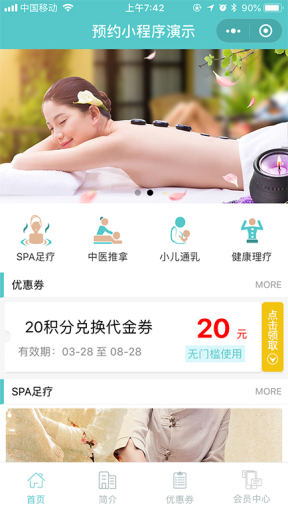 中国移动
上午7:42
90%
预约小程序演示
SPA足疗
中医推拿
小儿通乳
健康理疗
优惠券
MORE
20积分兑换代金券
20 元
有效期：03-28 至 08-28
无门槛使用
点击领取
SPA足疗
MORE
首页
简介
优惠券
会员中心